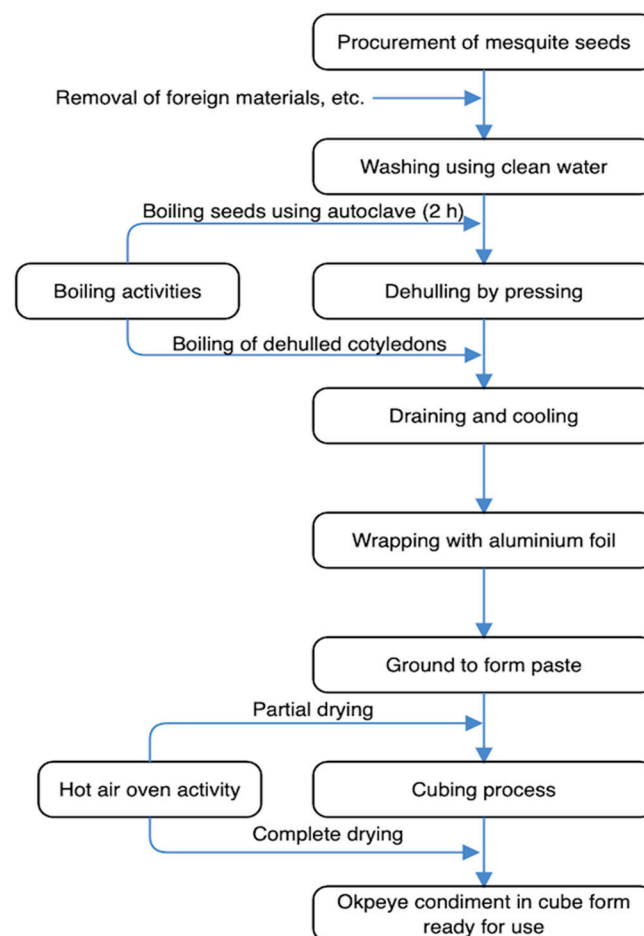 Procurement of mesquite seeds
Removal of foreign materials, etc.
Washing using clean water
Boiling seeds using autoclave (2 h)
Boiling activities
Dehulling by pressing
Boiling of dehulled cotyledons
Draining and cooling
Wrapping with aluminium foil
Ground to form paste
Partial drying
Hot air oven activity
Cubing process
Complete drying
Okpeye condiment in cube form
ready for use